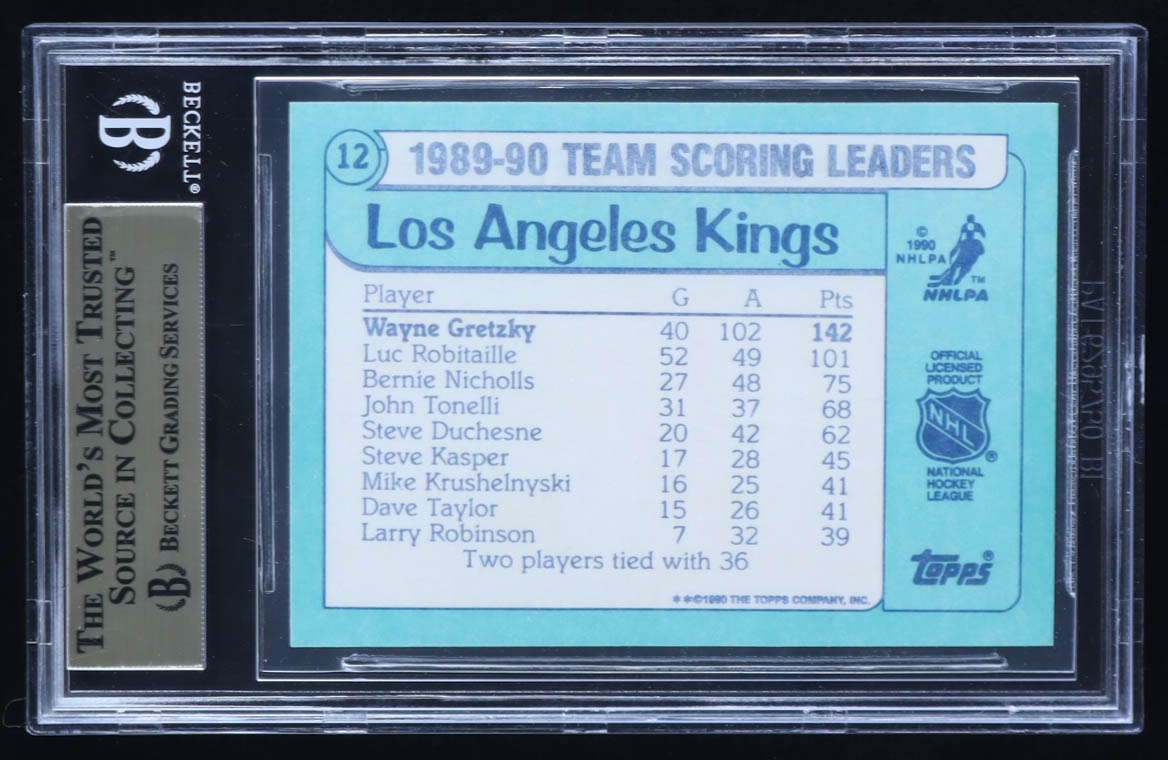 BECKETT®
B
THE WORLD'S MOST TRUSTED
SOURCE IN COLLECTING™
B BECKETT GRADING SERVICES
12
1989-90 TEAM SCORING LEADERS
Los Angeles Kings
Player G A Pts
Wayne Gretzky 40 102 142
Luc Robitaille 52 49 101
Bernie Nicholls 27 48 75
John Tonelli 31 37 68
Steve Duchesne 20 42 62
Steve Kasper 17 28 45
Mike Krushelnyski 16 25 41
Dave Taylor 15 26 41
Larry Robinson 7 32 39
Two players tied with 36
**©1990 THE TOPPS COMPANY, INC.
©
1990
NHLPA
TM
NHLPA
OFFICIAL
LICENSED
PRODUCT
NHL®
NATIONAL
HOCKEY
LEAGUE
TOPPS®